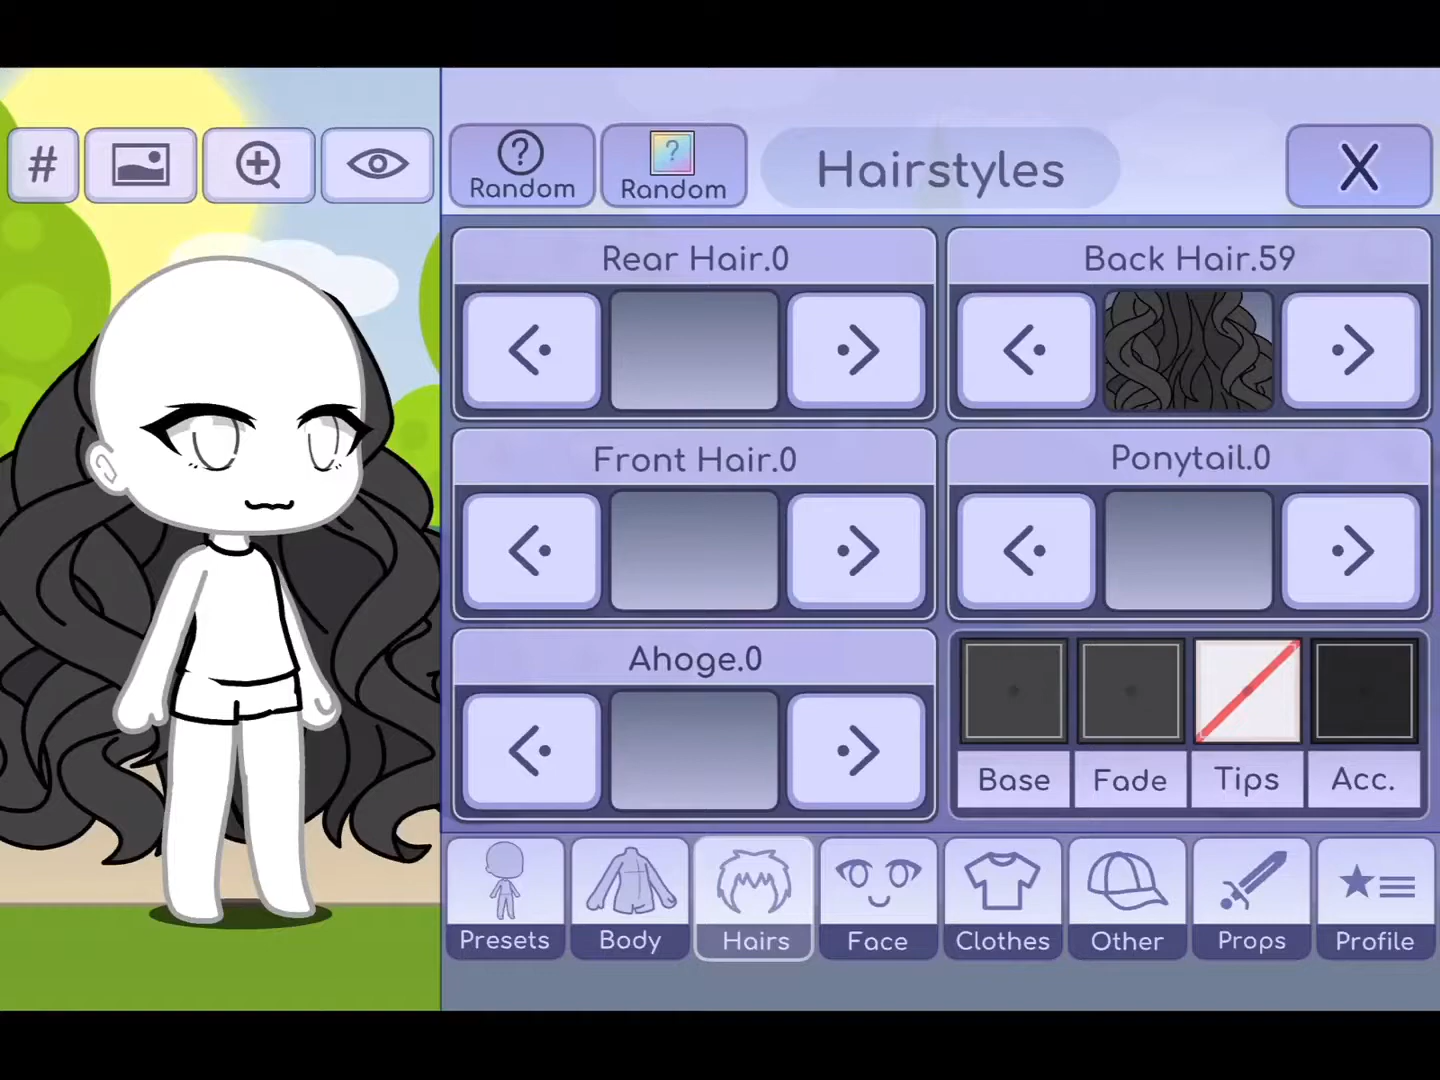 #
Random
Random
Hairstyles
X
Rear Hair.0
Back Hair.59
Front Hair.0
Ponytail.0
Ahoge.0
Base
Fade
Tips
Acc.
Presets
Body
Hairs
Face
Clothes
Other
Props
Profile